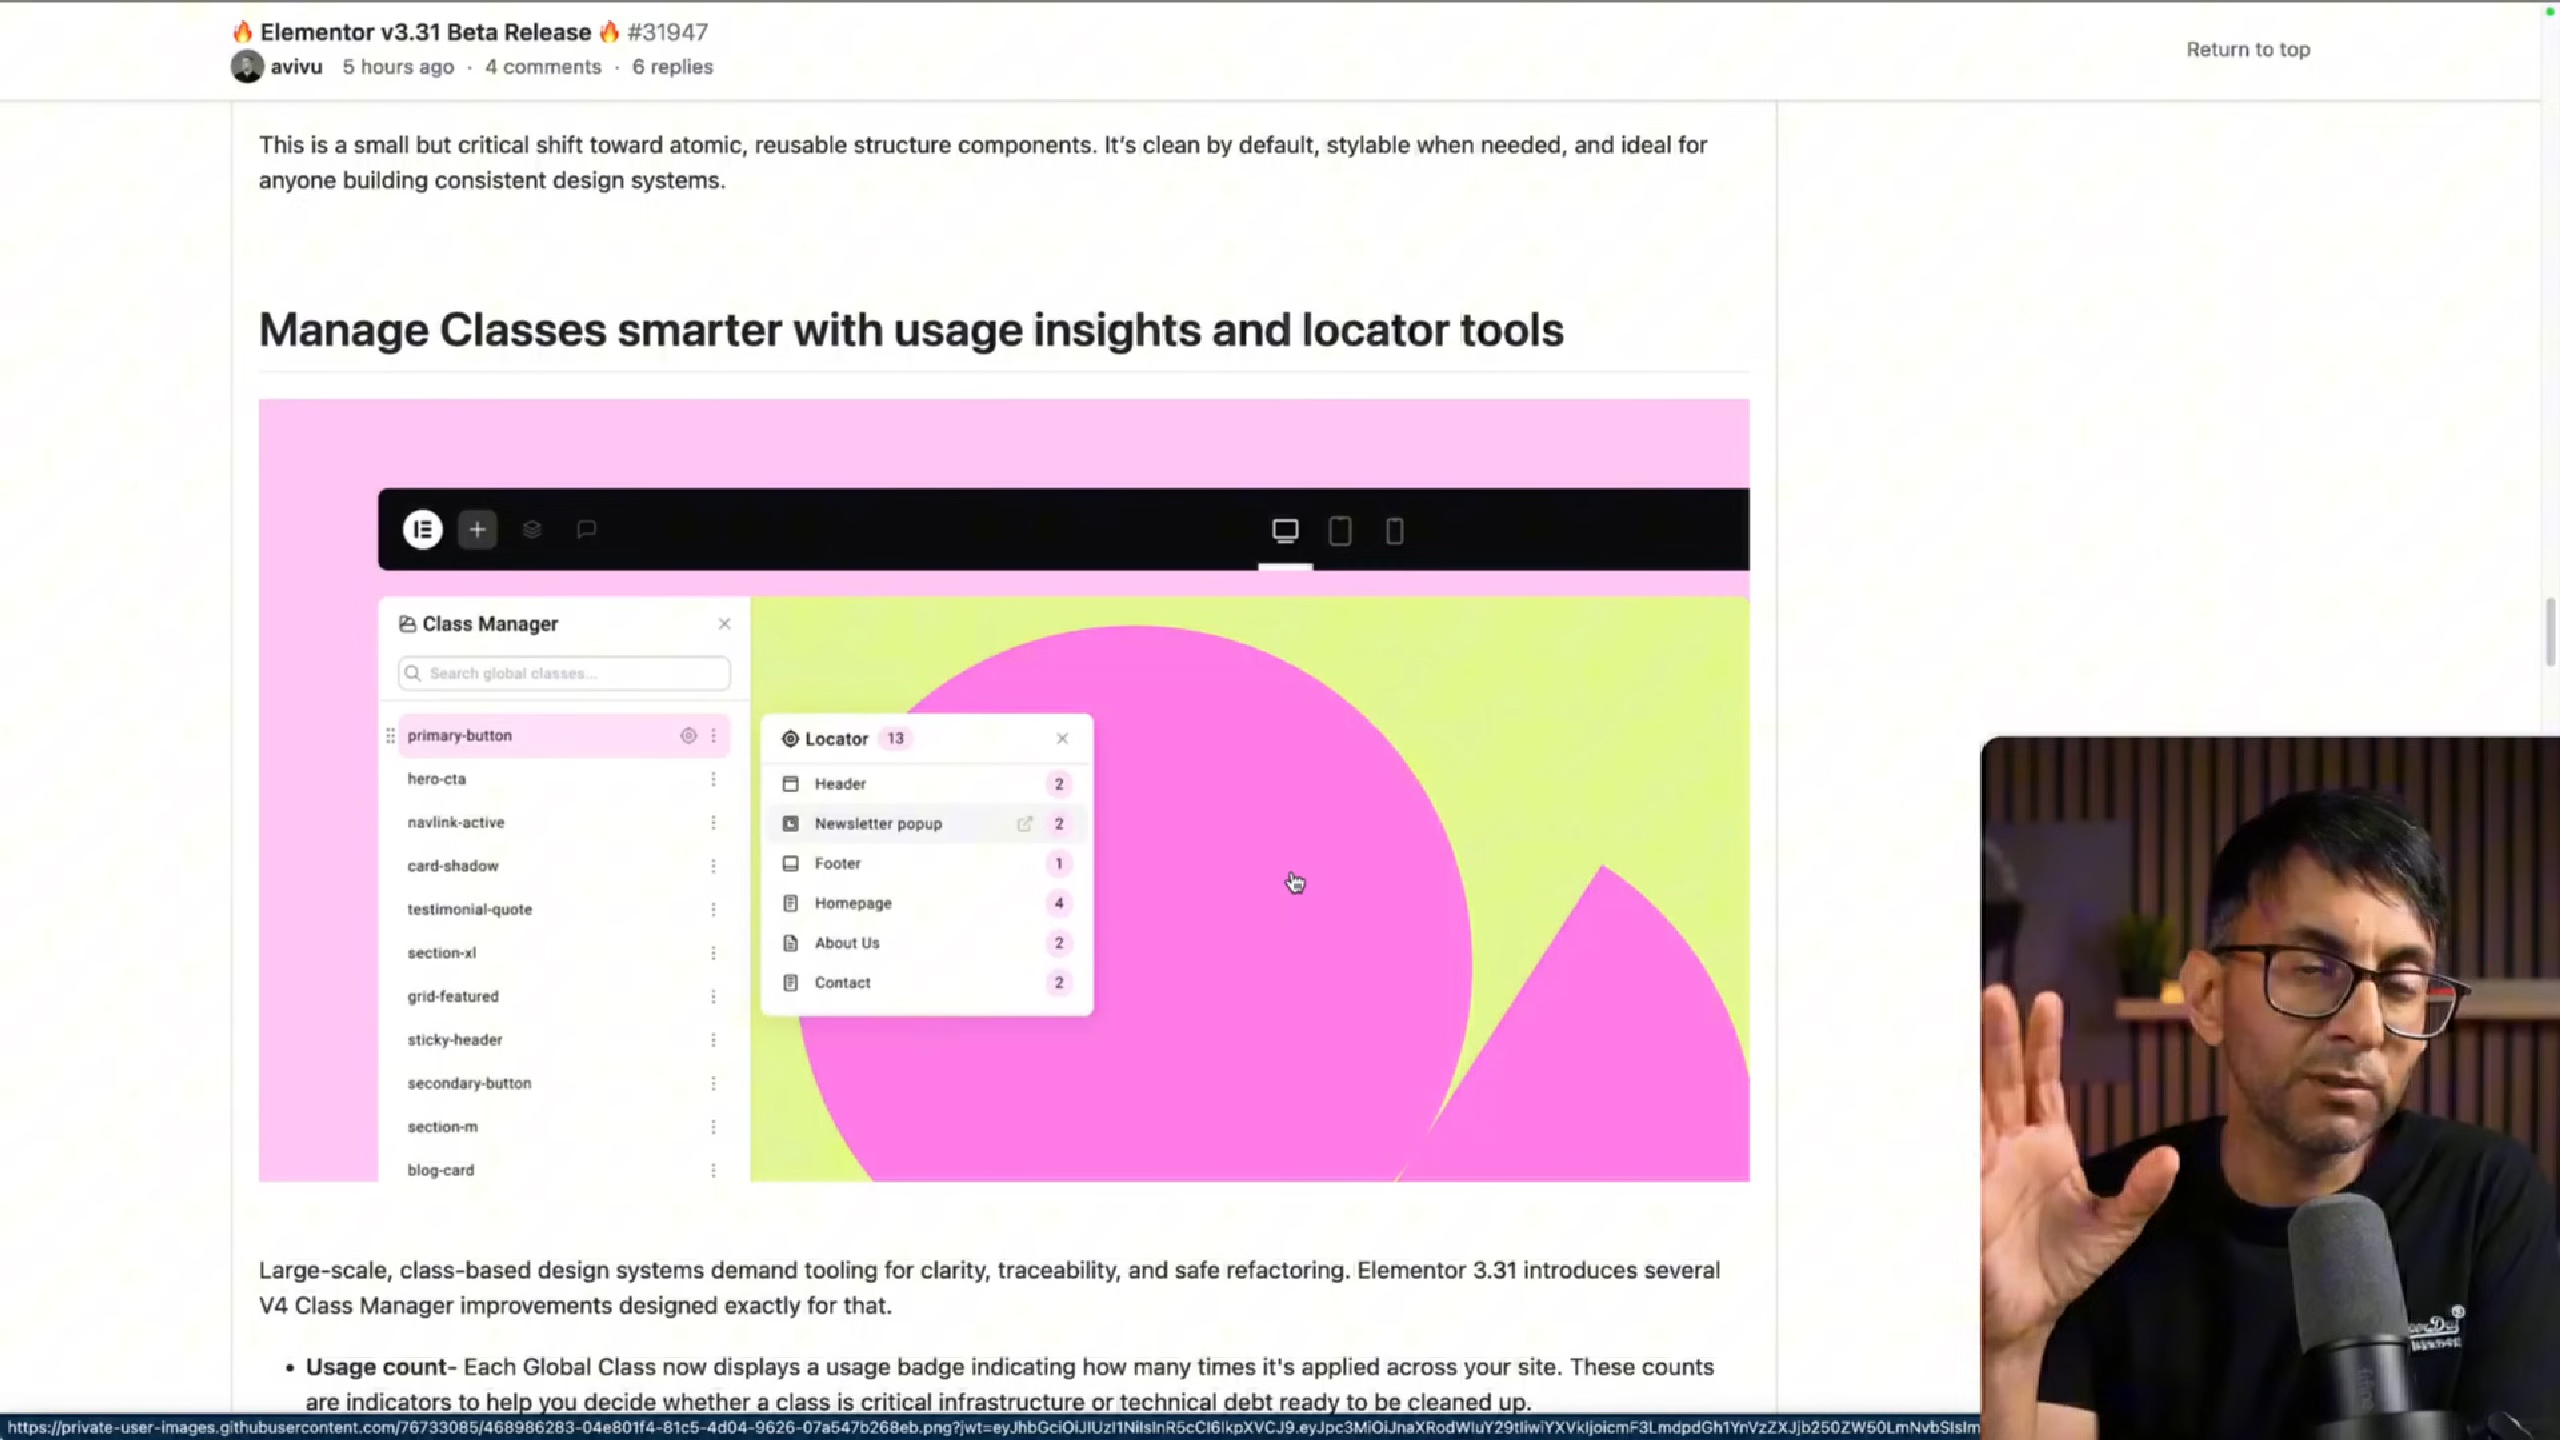 🔥 Elementor v3.31 Beta Release 🔥 #31947
avivu 5 hours ago · 4 comments · 6 replies
Return to top
This is a small but critical shift toward atomic, reusable structure components. It’s clean by default, stylable when needed, and ideal for
anyone building consistent design systems.
Manage Classes smarter with usage insights and locator tools
Class Manager
Search global classes...
primary-button
hero-cta
navlink-active
card-shadow
testimonial-quote
section-xl
grid-featured
sticky-header
secondary-button
section-m
blog-card
Locator 13
Header 2
Newsletter popup 2
Footer 1
Homepage 4
About Us 2
Contact 2
Large-scale, class-based design systems demand tooling for clarity, traceability, and safe refactoring. Elementor 3.31 introduces several
V4 Class Manager improvements designed exactly for that.
• Usage count- Each Global Class now displays a usage badge indicating how many times it's applied across your site. These counts
are indicators to help you decide whether a class is critical infrastructure or technical debt ready to be cleaned up.